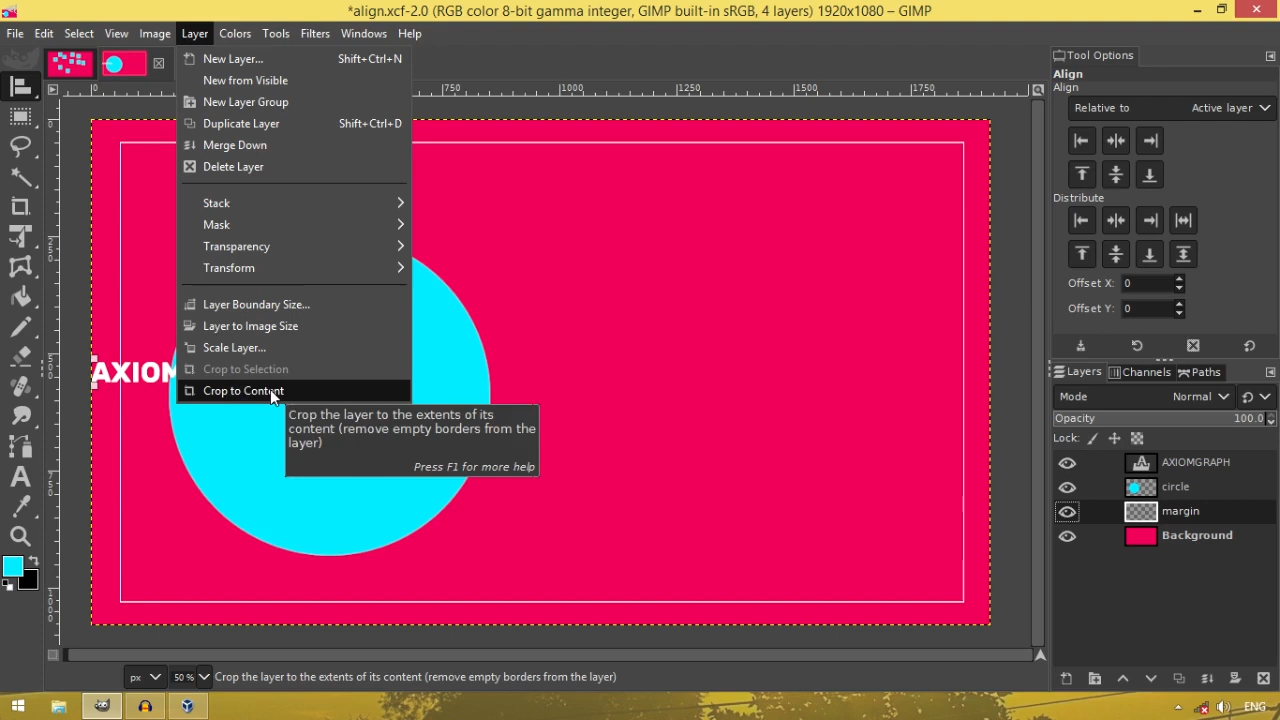 *align.xcf-2.0 (RGB color 8-bit gamma integer, GIMP built-in sRGB, 4 layers) 1920x1080 – GIMP
File Edit Select View Image Layer Colors Tools Filters Windows Help
New Layer... Shift+Ctrl+N
New from Visible
New Layer Group
Duplicate Layer Shift+Ctrl+D
Merge Down
Delete Layer
Stack
Mask
Transparency
Transform
Layer Boundary Size...
Layer to Image Size
Scale Layer...
Crop to Selection
Crop to Content
Crop the layer to the extents of its
content (remove empty borders from the
layer)
Press F1 for more help
0 750 1000 1250 1500 1750
0
250
500
750
1000
AXIOM
Tool Options
Align
Align
Relative to Active layer
Distribute
Offset X: 0
Offset Y: 0
Layers Channels Paths
Mode Normal
Opacity 100.0
Lock:
AXIOMGRAPH
circle
margin
Background
px 50 % Crop the layer to the extents of its content (remove empty borders from the layer)
ENG